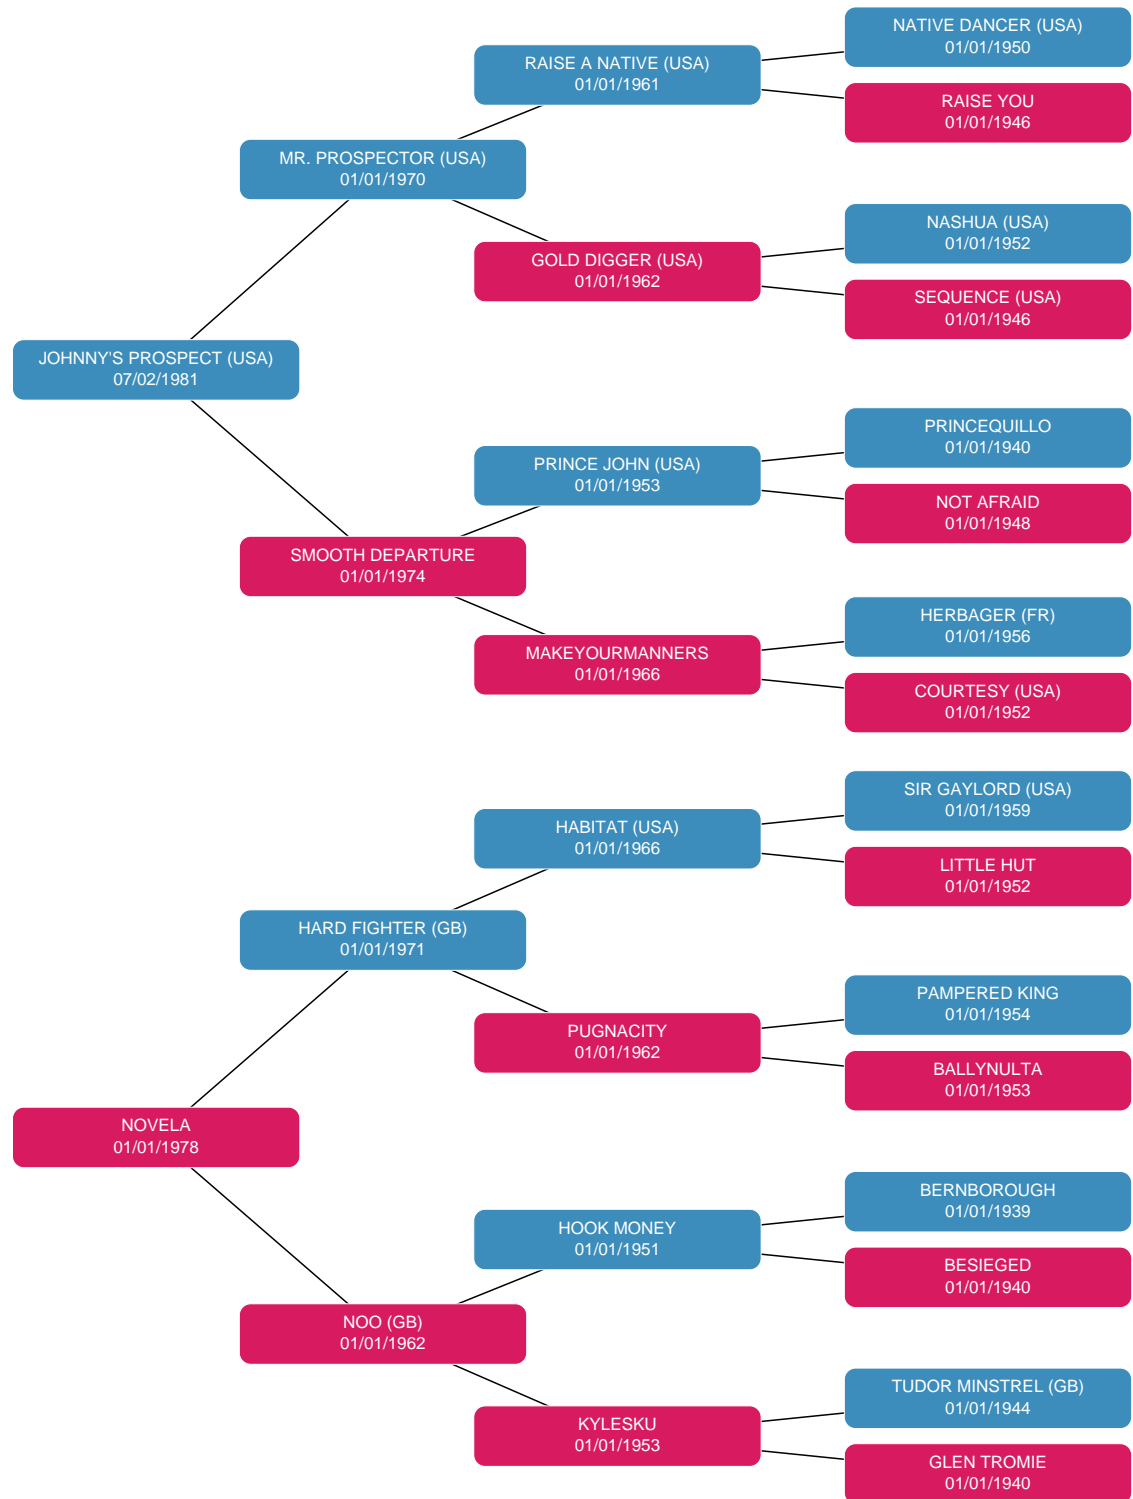 NATIVE DANCER (USA)
01/01/1950
RAISE A NATIVE (USA)
01/01/1961
RAISE YOU
01/01/1946
MR. PROSPECTOR (USA)
01/01/1970
NASHUA (USA)
01/01/1952
GOLD DIGGER (USA)
01/01/1962
SEQUENCE (USA)
01/01/1946
JOHNNY'S PROSPECT (USA)
07/02/1981
PRINCEQUILLO
01/01/1940
PRINCE JOHN (USA)
01/01/1953
NOT AFRAID
01/01/1948
SMOOTH DEPARTURE
01/01/1974
HERBAGER (FR)
01/01/1956
MAKEYOURMANNERS
01/01/1966
COURTESY (USA)
01/01/1952
SIR GAYLORD (USA)
01/01/1959
HABITAT (USA)
01/01/1966
LITTLE HUT
01/01/1952
HARD FIGHTER (GB)
01/01/1971
PAMPERED KING
01/01/1954
PUGNACITY
01/01/1962
BALLYNULTA
01/01/1953
NOVELA
01/01/1978
BERNBOROUGH
01/01/1939
HOOK MONEY
01/01/1951
BESIEGED
01/01/1940
NOO (GB)
01/01/1962
TUDOR MINSTREL (GB)
01/01/1944
KYLESKU
01/01/1953
GLEN TROMIE
01/01/1940